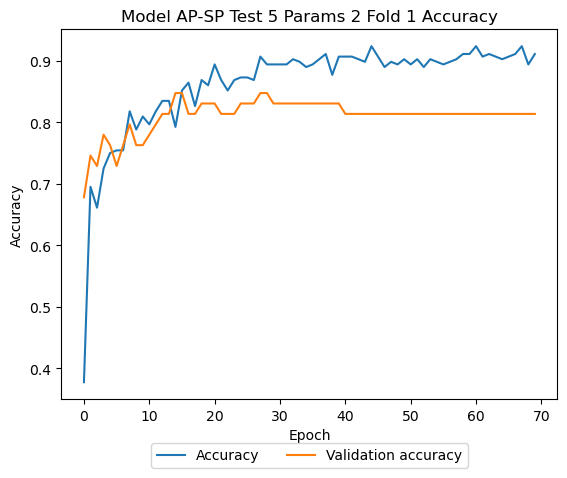 Model AP-SP Test 5 Params 2 Fold 1 Accuracy
0.9
0.8
0.7
0.6
0.5
0.4
Accuracy
0 10 20 30 40 50 60 70
Epoch
Accuracy Validation accuracy